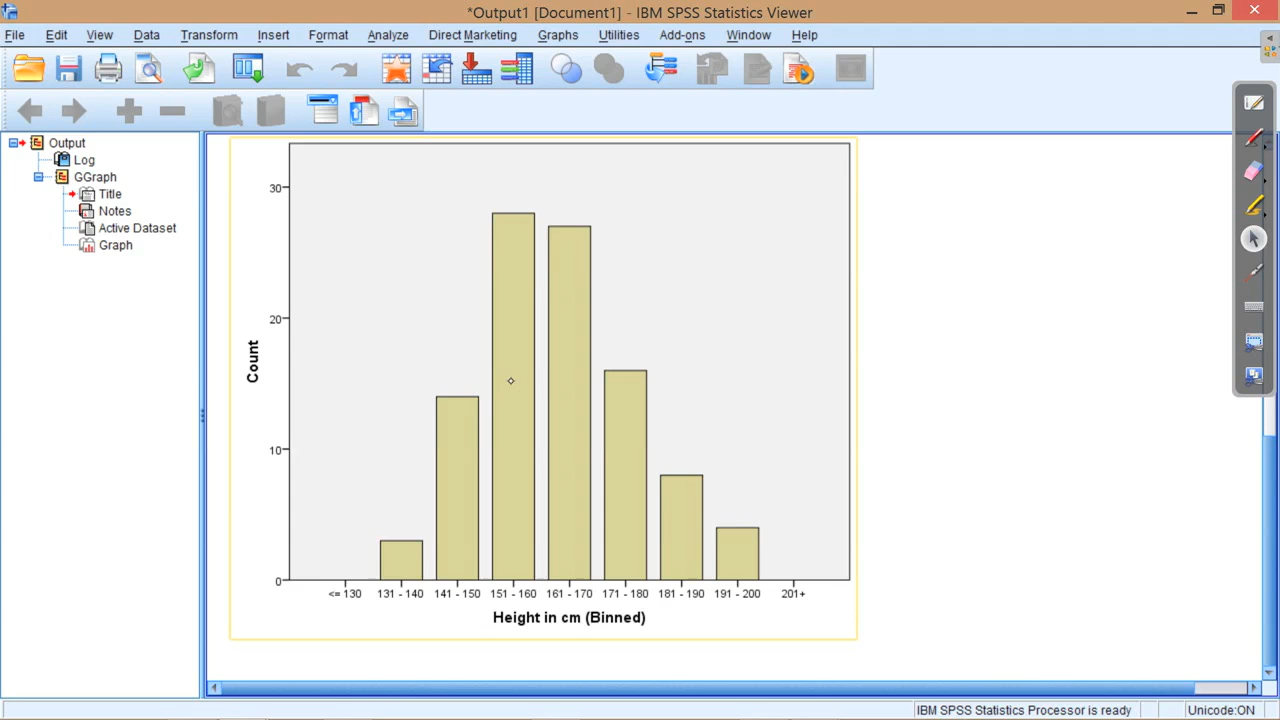 *Output1 [Document1] - IBM SPSS Statistics Viewer
File Edit View Data Transform Insert Format Analyze Direct Marketing Graphs Utilities Add-ons Window Help
Output
Log
GGraph
Title
Notes
Active Dataset
Graph
30
20
10
0
Count
<= 130 131 - 140 141 - 150 151 - 160 161 - 170 171 - 180 181 - 190 191 - 200 201+
Height in cm (Binned)
IBM SPSS Statistics Processor is ready Unicode:ON